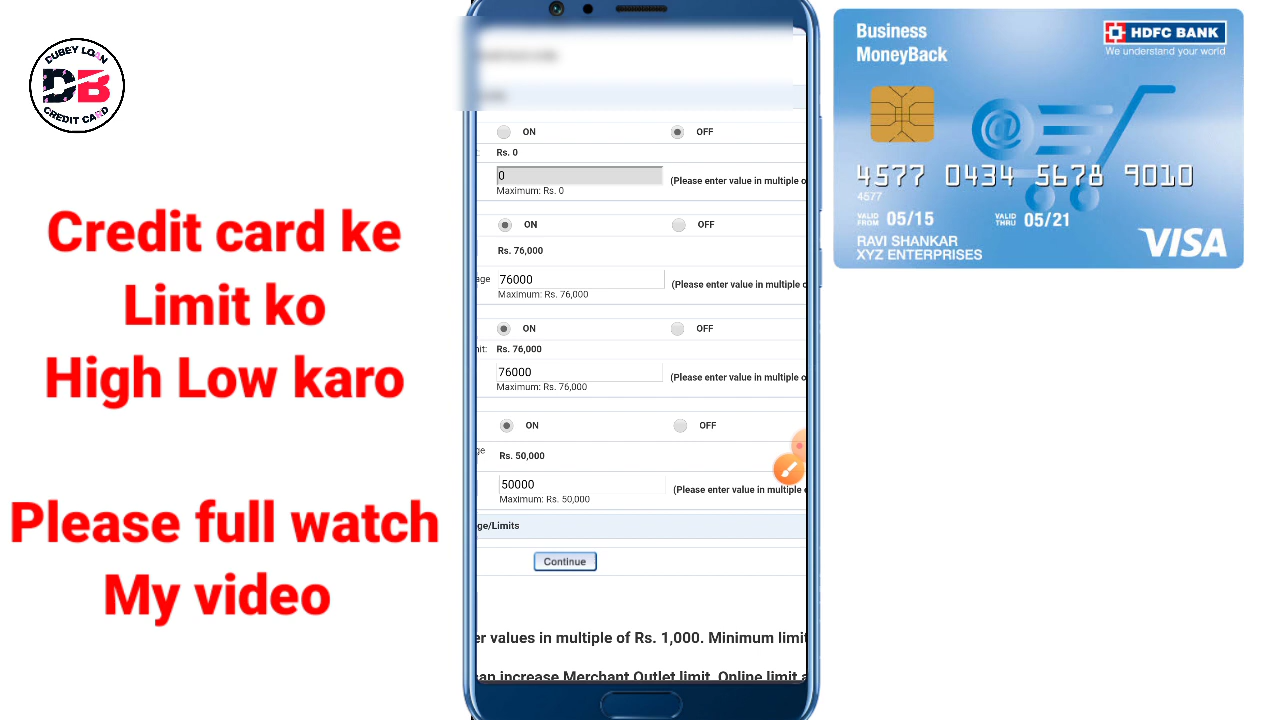 CUBEY LOAN
DB
CREDIT CARD
Credit card ke
Limit ko
High Low karo
Please full watch
My video
ON OFF
Rs. 0
0
(Please enter value in multiple o
Maximum: Rs. 0
ON OFF
Rs. 76,000
age 76000
(Please enter value in multiple o
Maximum: Rs. 76,000
ON OFF
nit: Rs. 76,000
76000
(Please enter value in multiple o
Maximum: Rs. 76,000
ON OFF
ge Rs. 50,000
50000
(Please enter value in multiple o
Maximum: Rs. 50,000
ge/Limits
Continue
er values in multiple of Rs. 1,000. Minimum limit
can increase Merchant Outlet limit, Online limit a
Business
MoneyBack
HDFC BANK
We understand your world
4577 0434 5678 9010
4577
VALID FROM 05/15 VALID THRU 05/21
RAVI SHANKAR
XYZ ENTERPRISES
VISA